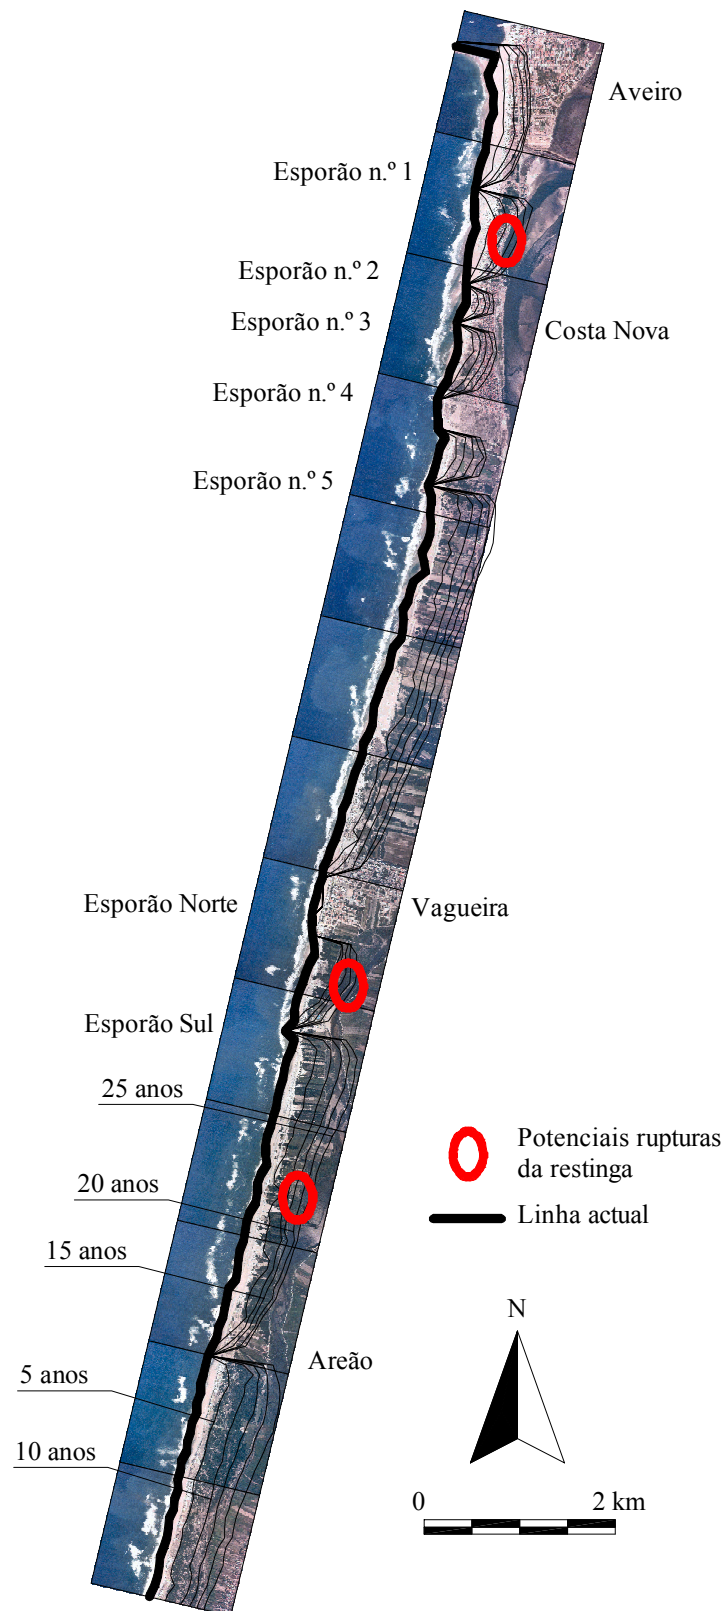 Aveiro
Esporão n.º 1
Esporão n.º 2
Esporão n.º 3
Costa Nova
Esporão n.º 4
Esporão n.º 5
Esporão Norte
Vagueira
Esporão Sul
25 anos
Potenciais rupturas
da restinga
20 anos
Linha actual
15 anos
N
Areão
5 anos
10 anos
0
2 km